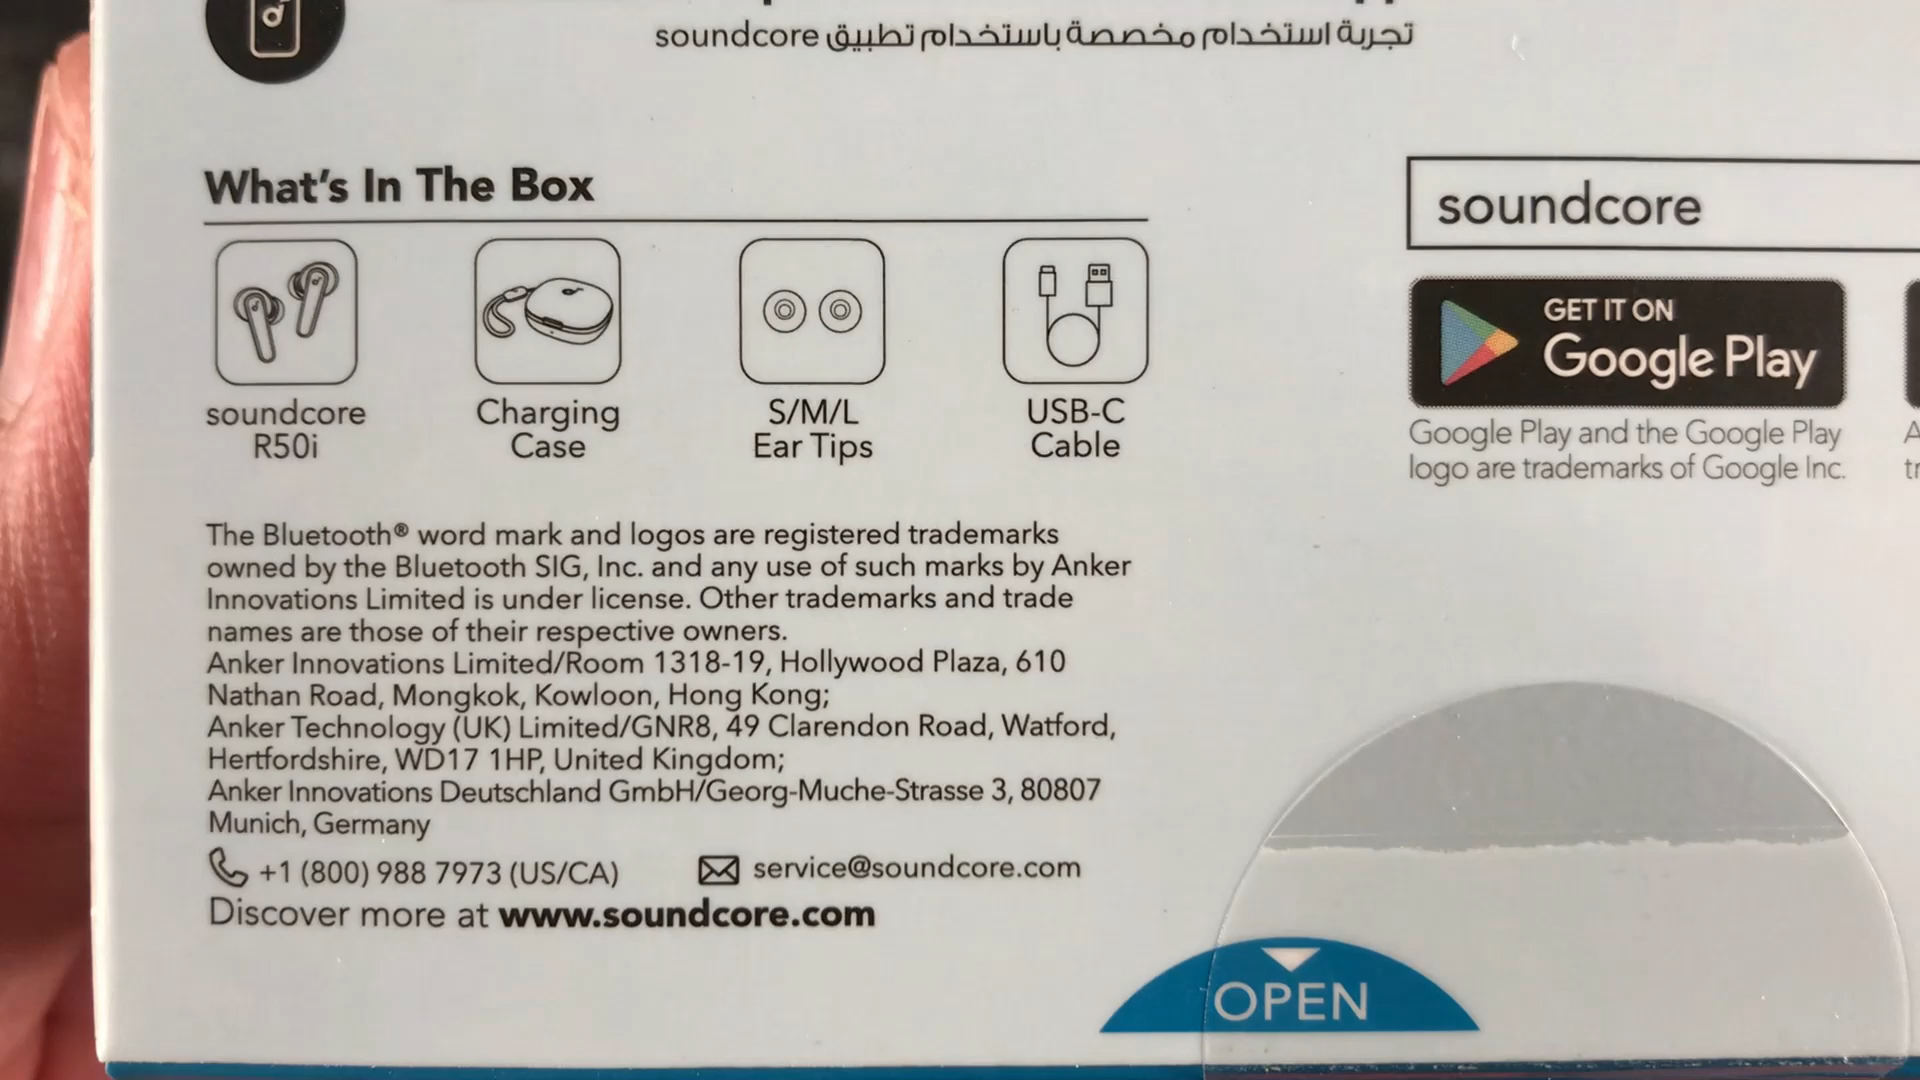 تجربة استخدام مخصصة باستخدام تطبيق soundcore
What's In The Box
soundcore
R50i
Charging
Case
S/M/L
Ear Tips
USB-C
Cable
The Bluetooth® word mark and logos are registered trademarks
owned by the Bluetooth SIG, Inc. and any use of such marks by Anker
Innovations Limited is under license. Other trademarks and trade
names are those of their respective owners.
Anker Innovations Limited/Room 1318-19, Hollywood Plaza, 610
Nathan Road, Mongkok, Kowloon, Hong Kong;
Anker Technology (UK) Limited/GNR8, 49 Clarendon Road, Watford,
Hertfordshire, WD17 1HP, United Kingdom;
Anker Innovations Deutschland GmbH/Georg-Muche-Strasse 3, 80807
Munich, Germany
+1 (800) 988 7973 (US/CA) service@soundcore.com
Discover more at www.soundcore.com
soundcore
GET IT ON
Google Play
Google Play and the Google Play
logo are trademarks of Google Inc.
OPEN